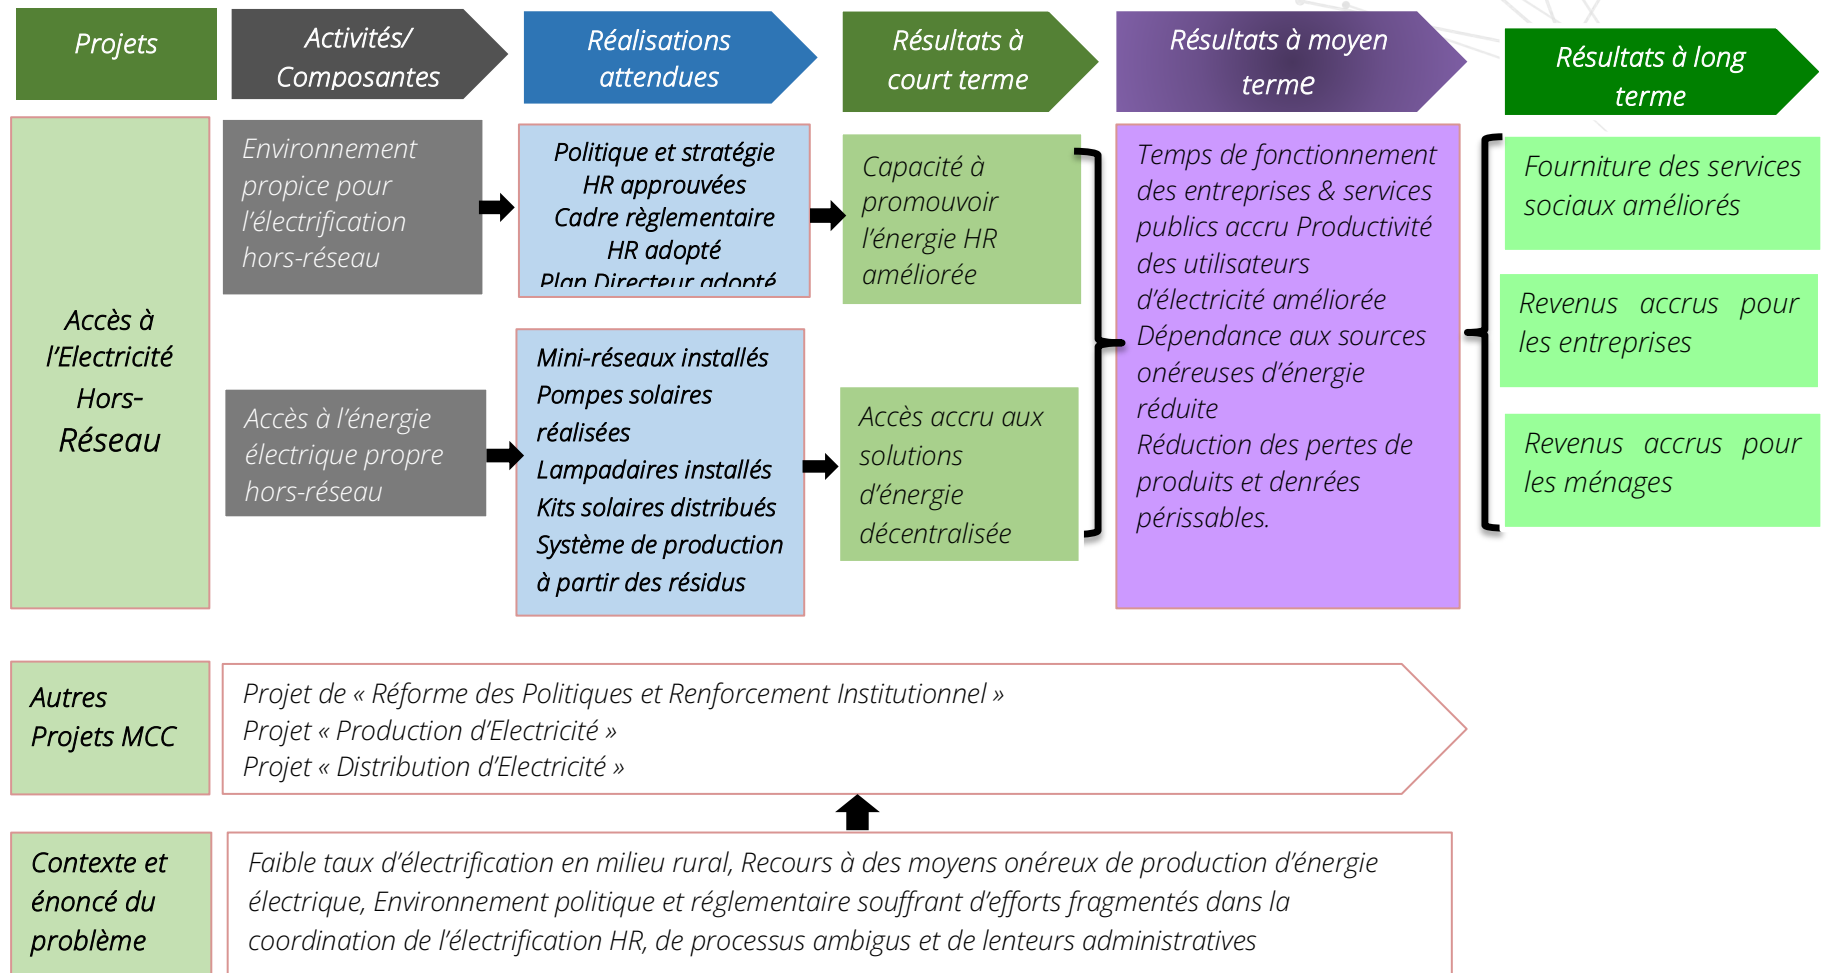 Projets
Activités/
Composantes
Réalisations
attendues
Résultats à
court terme
Résultats à moyen
terme
Résultats à long
terme
Accès à
l'Electricité
Hors-
Réseau
Environnement
propice pour
l'électrification
hors-réseau
Politique et stratégie
HR approuvées
Cadre règlementaire
HR adopté
Plan Directeur adopté
Capacité à
promouvoir
l'énergie HR
améliorée
Accès à l'énergie
électrique propre
hors-réseau
Mini-réseaux installés
Pompes solaires
réalisées
Lampadaires installés
Kits solaires distribués
Système de production
à partir des résidus
Accès accru aux
solutions
d'énergie
décentralisée
Temps de fonctionnement
des entreprises & services
publics accru Productivité
des utilisateurs
d'électricité améliorée
Dépendance aux sources
onéreuses d'énergie
réduite
Réduction des pertes de
produits et denrées
périssables.
Fourniture des services
sociaux améliorés
Revenus accrus pour
les entreprises
Revenus accrus pour
les ménages
Autres
Projets MCC
Projet de « Réforme des Politiques et Renforcement Institutionnel »
Projet « Production d'Electricité »
Projet « Distribution d'Electricité »
Contexte et
énoncé du
problème
Faible taux d'électrification en milieu rural, Recours à des moyens onéreux de production d'énergie
électrique, Environnement politique et réglementaire souffrant d'efforts fragmentés dans la
coordination de l'électrification HR, de processus ambigus et de lenteurs administratives